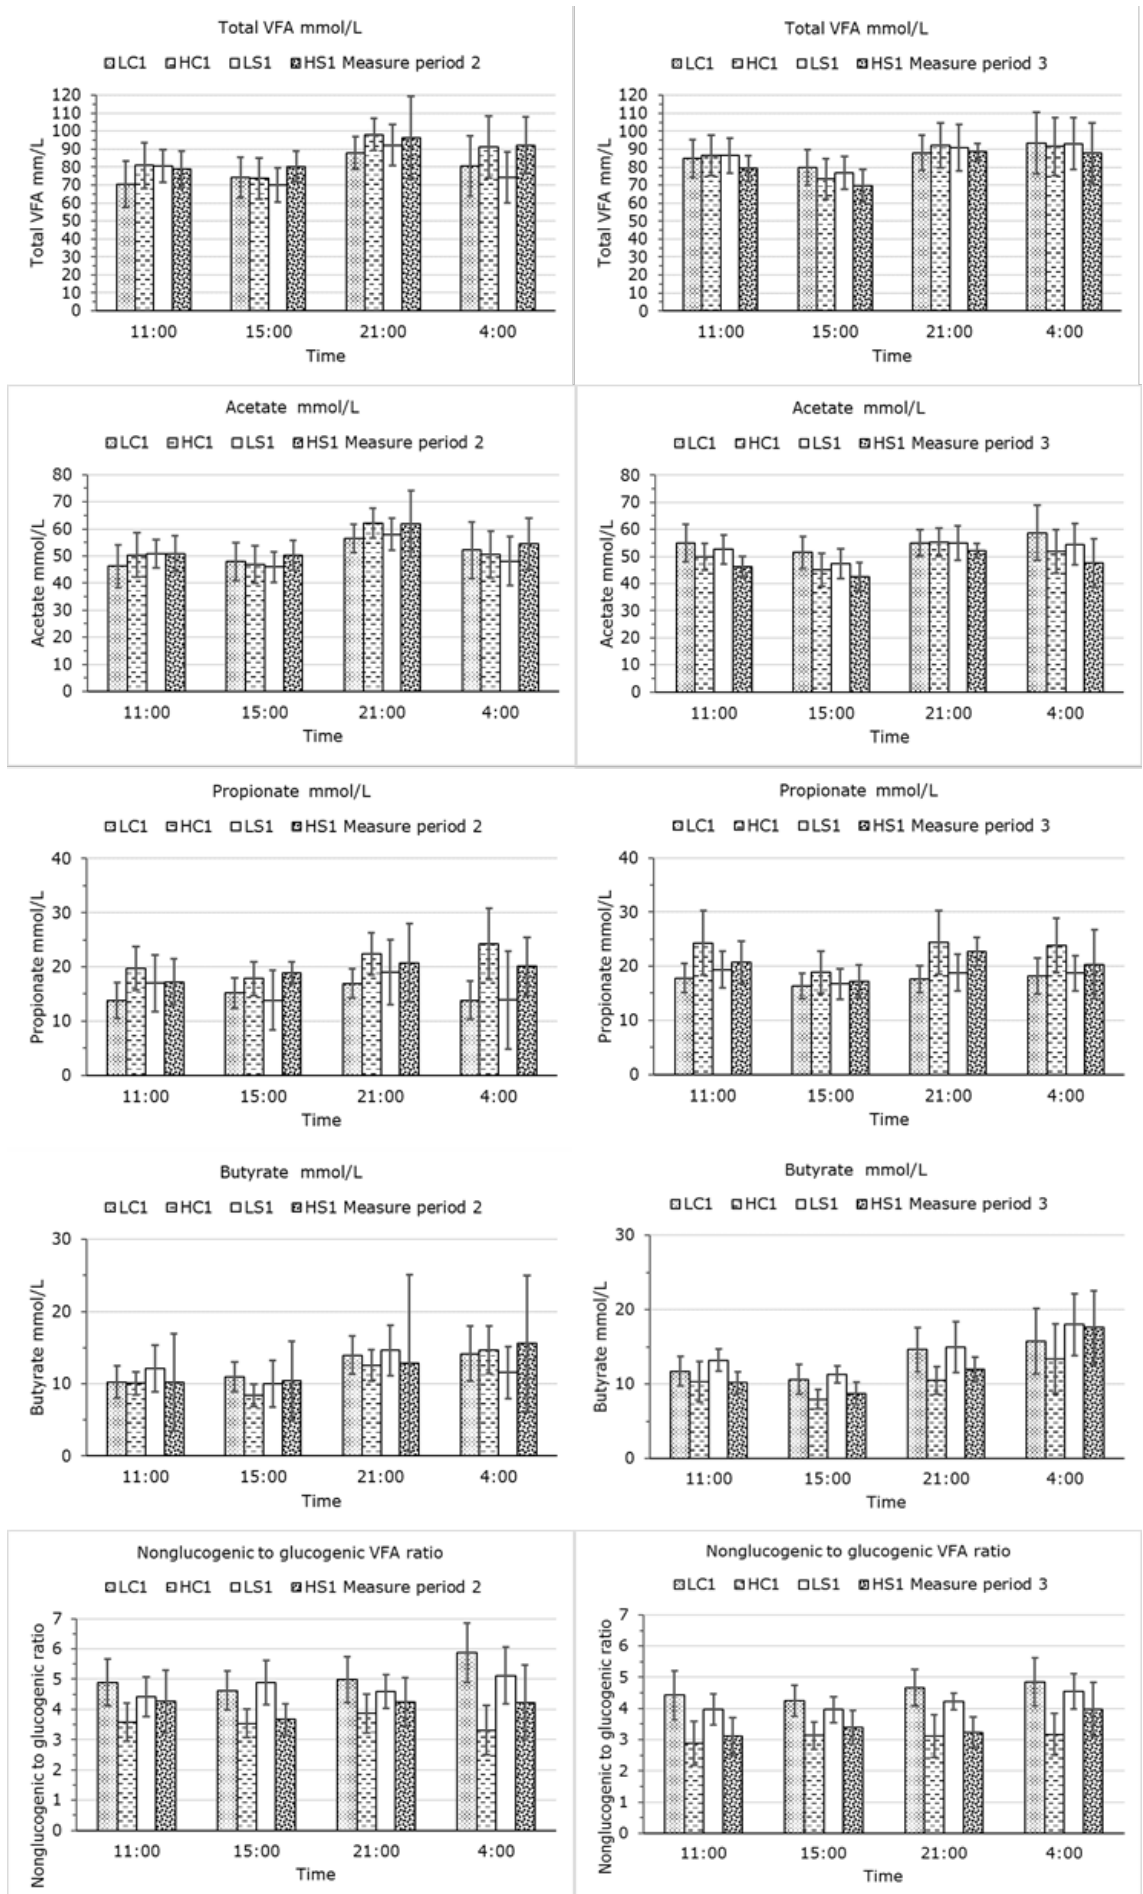 Total VFA mmol/L
LC1 HC1 LS1 HS1 Measure period 2
Total VFA mm/L
120
110
100
90
80
70
60
50
40
30
20
10
0
11:00 15:00 21:00 4:00
Time
Total VFA mmol/L
LC1 HC1 LS1 HS1 Measure period 3
Total VFA mm/L
120
110
100
90
80
70
60
50
40
30
20
10
0
11:00 15:00 21:00 4:00
Time
Acetate mmol/L
LC1 HC1 LS1 HS1 Measure period 2
Acetate mmol/L
80
70
60
50
40
30
20
10
0
11:00 15:00 21:00 4:00
Time
Acetate mmol/L
LC1 HC1 LS1 HS1 Measure period 3
Acetate mmol/L
80
70
60
50
40
30
20
10
0
11:00 15:00 21:00 4:00
Time
Propionate mmol/L
LC1 HC1 LS1 HS1 Measure period 2
Propionate mmol/L
40
30
20
10
0
11:00 15:00 21:00 4:00
Time
Propionate mmol/L
LC1 HC1 LS1 HS1 Measure period 3
Propionate mmol/L
40
30
20
10
0
11:00 15:00 21:00 4:00
Time
Butyrate mmol/L
LC1 HC1 LS1 HS1 Measure period 2
Butyrate mmol/L
30
20
10
0
11:00 15:00 21:00 4:00
Time
Butyrate mmol/L
LC1 HC1 LS1 HS1 Measure period 3
Butyrate mmol/L
30
20
10
0
11:00 15:00 21:00 4:00
Time
Nonglucogenic to glucogenic VFA ratio
LC1 HC1 LS1 HS1 Measure period 2
Nonglucogenic to glucogenic ratio
7
6
5
4
3
2
1
0
11:00 15:00 21:00 4:00
Time
Nonglucogenic to glucogenic VFA ratio
LC1 HC1 LS1 HS1 Measure period 3
Nonglucogenic to glucogenic ratio
7
6
5
4
3
2
1
0
11:00 15:00 21:00 4:00
Time